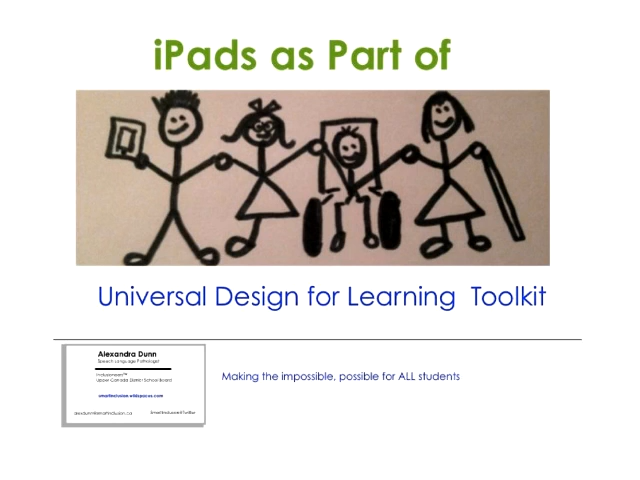 iPads as Part of
Universal Design for Learning Toolkit
Alexandra Dunn
Speech Language Pathologist
Upper Canada District School Board
smartinclusion.wikispaces.com
Making the impossible, possible for ALL students